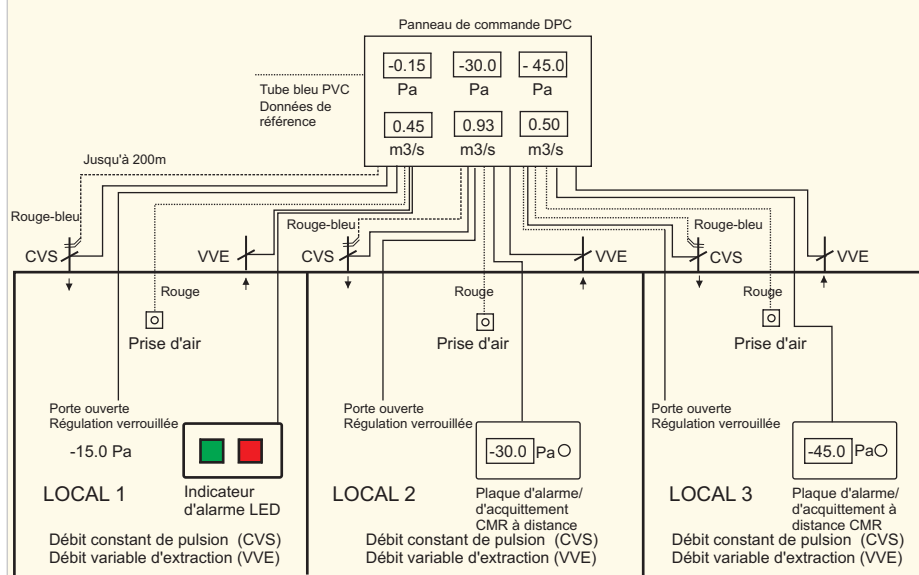 Panneau de commande DPC
-0.15
-30.0
- 45.0
Pa
Pa
Pa
0.45
0.93
0.50
m3/s
m3/s
m3/s
Tube bleu PVC
Données de
référence
Jusqu'à 200m
Rouge-bleu
Rouge-bleu
Rouge-bleu
CVS
VVE
CVS
VVE
CVS
VVE
Rouge
Rouge
Rouge
Prise d'air
Prise d'air
Prise d'air
Porte ouverte
Régulation verrouillée
-15.0 Pa
Porte ouverte
Régulation verrouillée
-30.0 Pa
Porte ouverte
Régulation verrouillée
-45.0 Pa
LOCAL 1
Indicateur
d'alarme LED
LOCAL 2
Plaque d'alarme/
d'acquittement
CMR à distance
LOCAL 3
Plaque d'alarme/
d'acquittement à
distance CMR
Débit constant de pulsion (CVS)
Débit variable d'extraction (VVE)
Débit constant de pulsion (CVS)
Débit variable d'extraction (VVE)
Débit constant de pulsion (CVS)
Débit variable d'extraction (VVE)